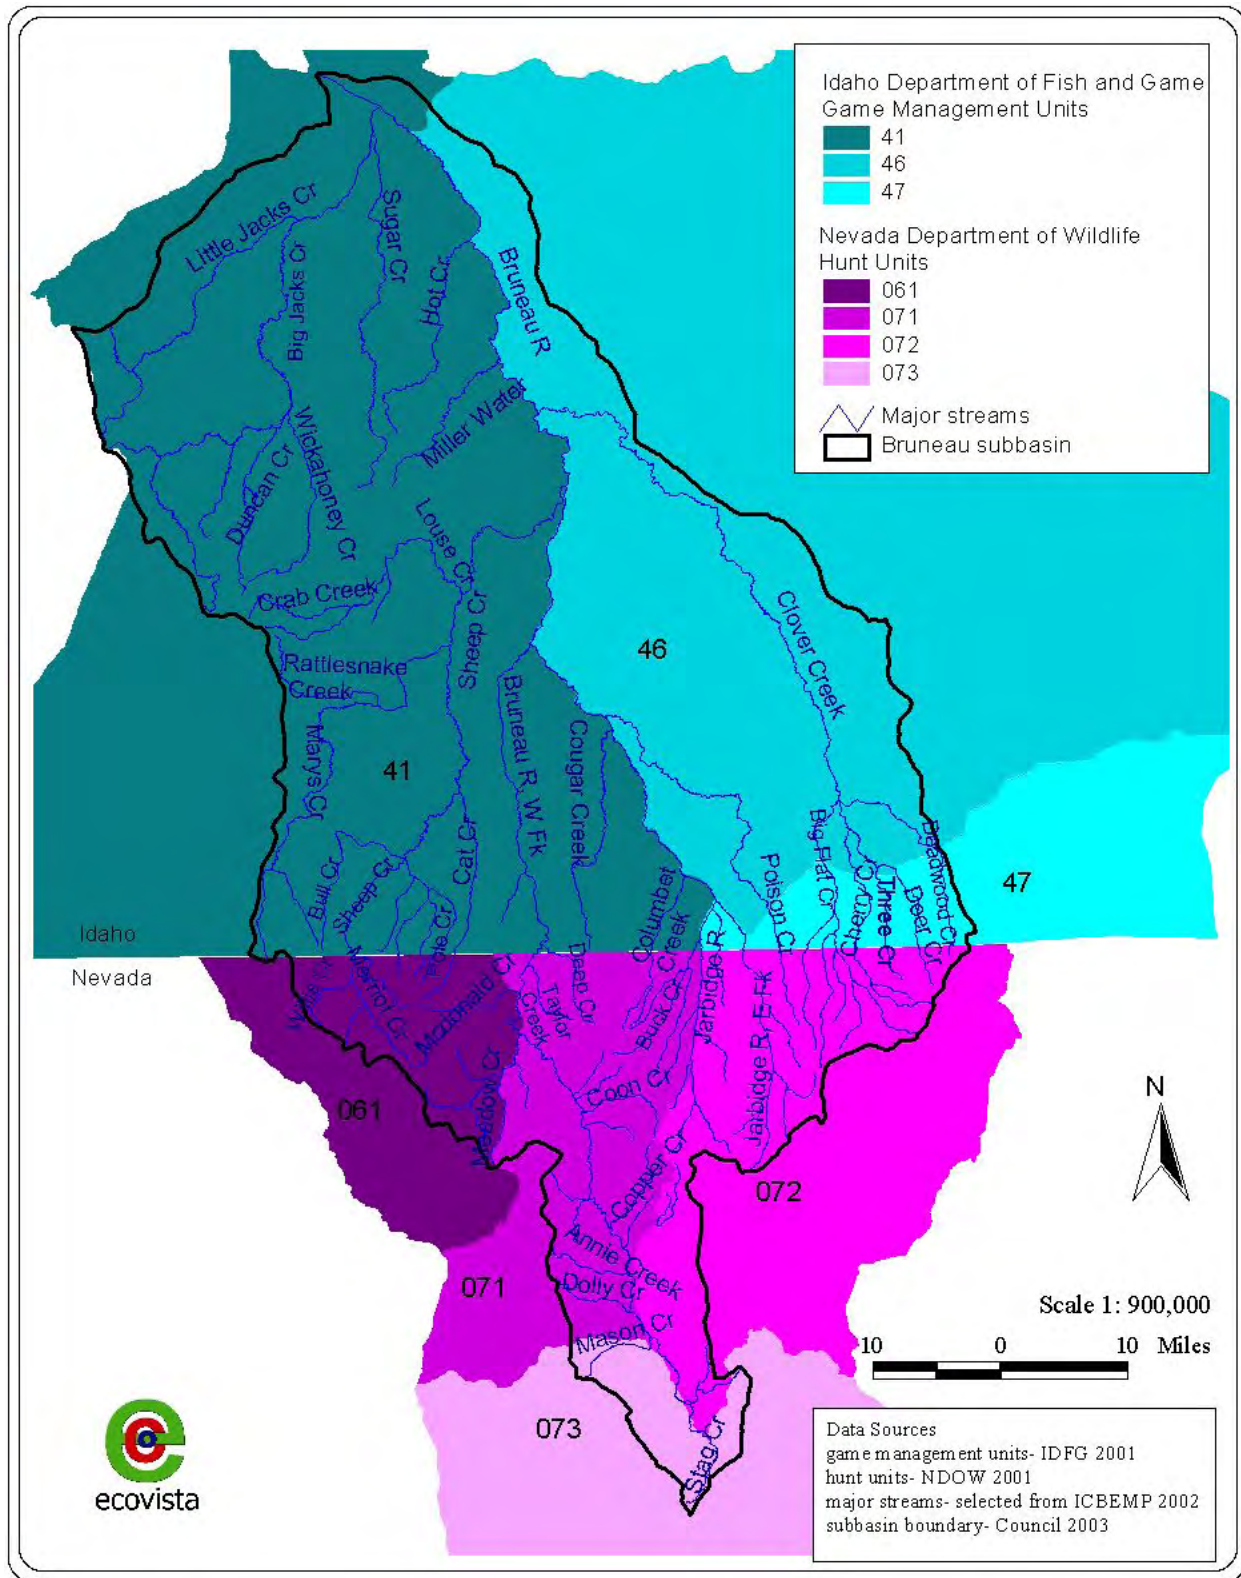 Idaho Department of Fish and Game
Game Management Units
41
46
47
Nevada Department of Wildlife
Hunt Units
061
071
072
073
Major streams
Bruneau subbasin
Little Jacks Cr
Sugar Cr
Big Jacks Cr
Hot Cr
Bruneau R
Miller Water
Wickahoney Cr
Duncan Cr
Louse Cr
Crab Creek
Sheep Cr
Clover Creek
46
Rattlesnake
Creek
Bruneau R, W Fk
Cougar Creek
Marys Cr
41
Cat Cr
Big Flat Cr
Deadwood Cr
Bull Cr
Sheep Cr
Pole Cr
Columbet
Creek
Poison Cr
Cherry Cr
Three Cr
Deer Cr
47
Idaho
Nevada
Merriot Cr
Mcdonald Cr
Taylor
Creek
Deep Cr
Buck Cr
Jarbidge R
Jarbidge R, E Fk
Meadow Cr
Coon Cr
061
Copper Cr
072
Annie Creek
071
Dolly Cr
Mason Cr
073
Stag Cr
N
Scale 1: 900,000
10 0 10 Miles
ecovista
Data Sources
game management units- IDFG 2001
hunt units- NDOW 2001
major streams- selected from ICBEMP 2002
subbasin boundary- Council 2003